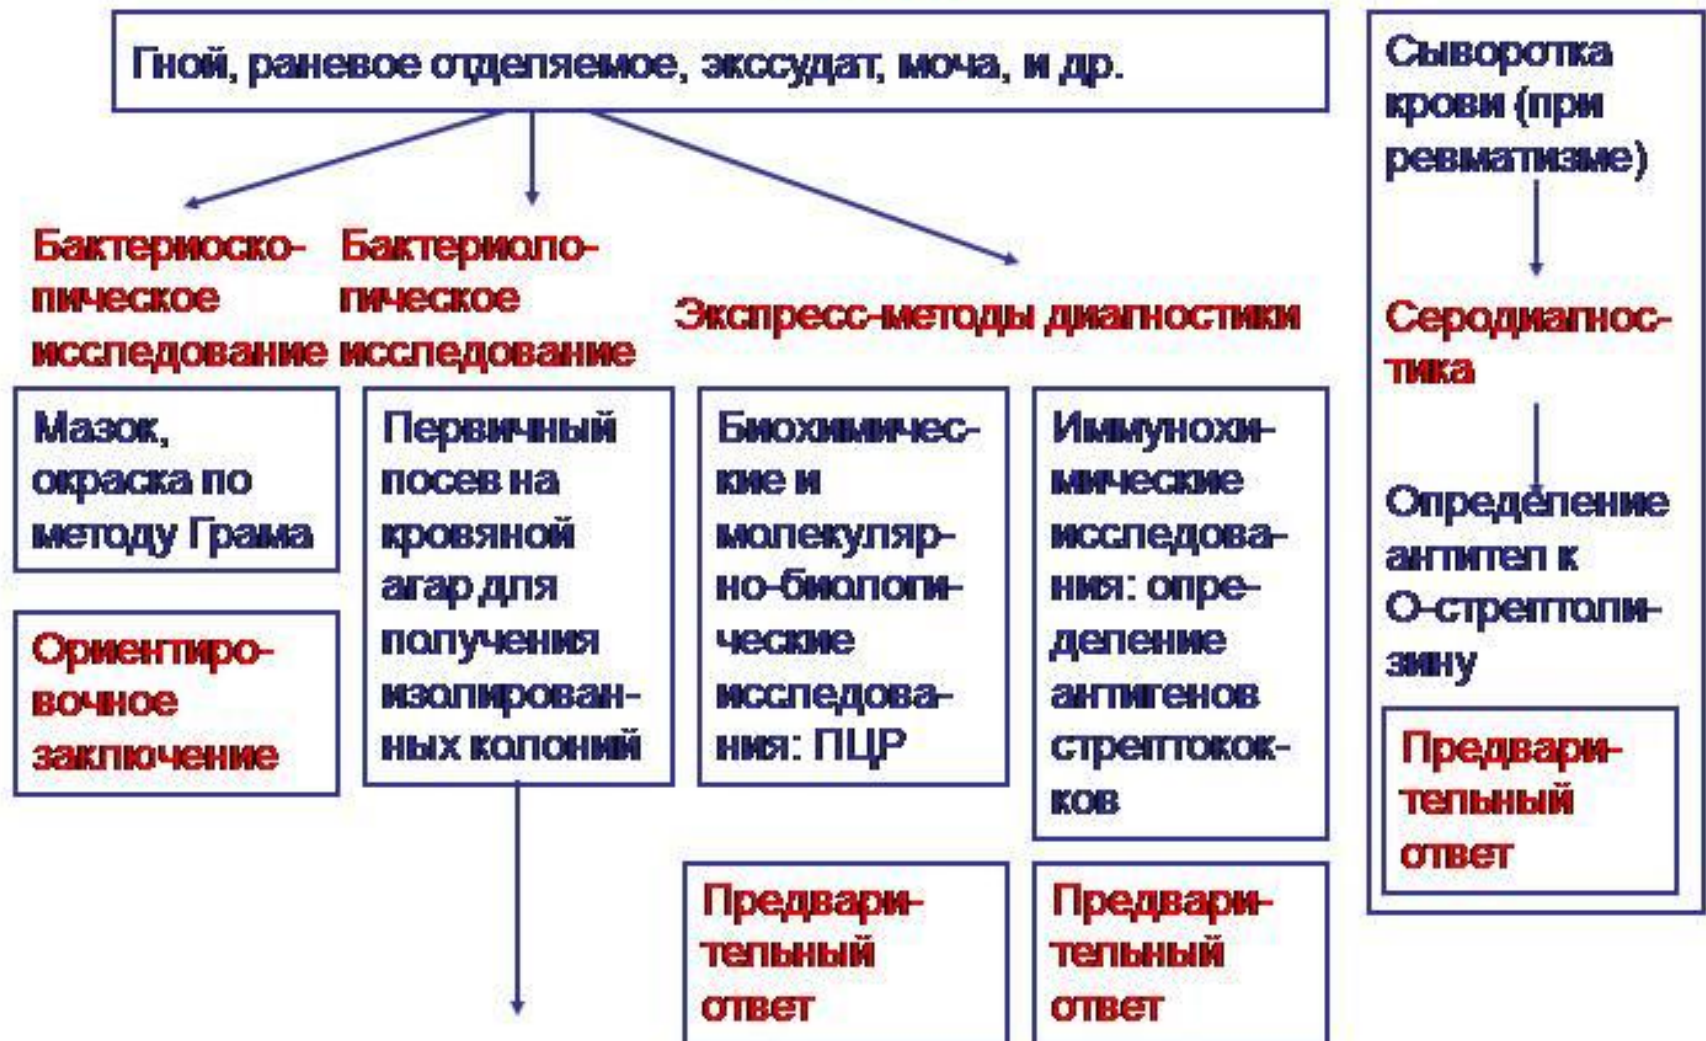 Гной, раневое отделяемое, экссудат, моча, и др.
Бактериоско-
пическое
исследование
Мазок,
окраска по
методу Грама
Ориентиро-
вочное
заключение
Бактериоло-
гическое
исследование
Первичный
посев на
кровяной
агар для
получения
изолирован-
ных колоний
Экспресс-методы диагностики
Биохимичес-
кие и
молекуляр-
но-биологи-
ческие
исследова-
ния: ПЦР
Предвари-
тельный
ответ
Иммунохи-
мические
исследова-
ния: опре-
деление
антигенов
стрептокок-
ков
Предвари-
тельный
ответ
Сыворотка
крови (при
ревматизме)
Серодиагнос-
тика
Определение
антител к
О-стрептоли-
зину
Предвари-
тельный
ответ